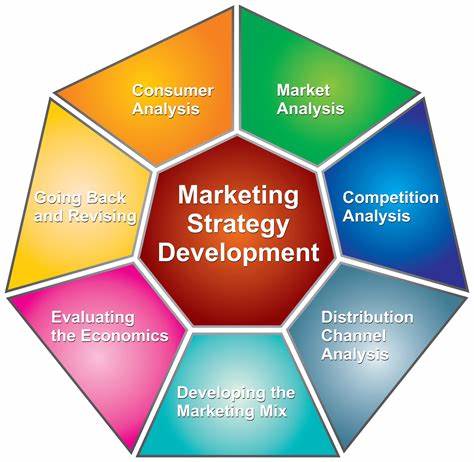 Marketing
Strategy
Development
Consumer
Analysis
Market
Analysis
Competition
Analysis
Distribution
Channel
Analysis
Developing the
Marketing Mix
Evaluating
the Economics
Going Back
and Revising